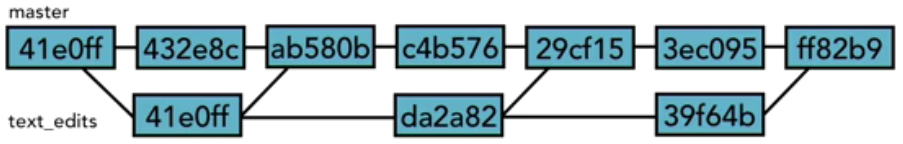 master
41e0ff 432e8c ab580b c4b576 29cf15 3ec095 ff82b9
text_edits 41e0ff da2a82 39f64b